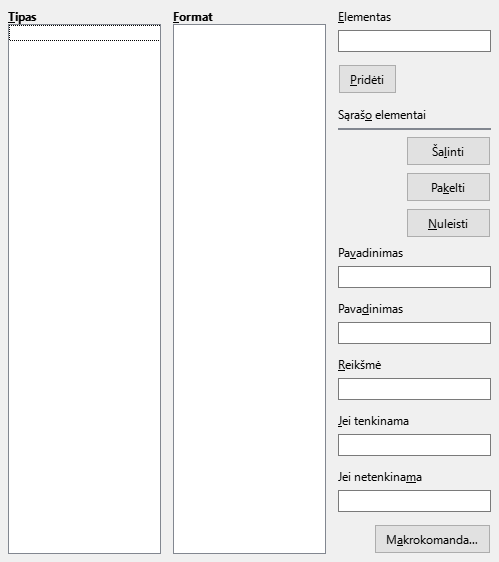 Tipas
Format
Elementas
Pridėti
Sąrašo elementai
Šalinti
Pakelti
Nuleisti
Pavadinimas
Pavadinimas
Reikšmė
Jei tenkinama
Jei netenkinama
Makrokomanda...